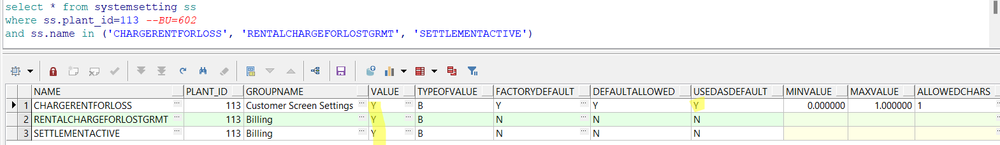 select * from systemsetting ss
where ss.plant_id=113 --BU=602
and ss.name in ('CHARGERENTFORLOSS', 'RENTALCHARGEFORLOSTGRMT', 'SETTLEMENTACTIVE')
NAME PLANT_ID GROUPNAME VALUE TYPEOFVALUE FACTORYDEFAULT DEFAULTALLOWED USEDASDEFAULT MINVALUE MAXVALUE ALLOWEDCHARS
1 CHARGERENTFORLOSS ... 113 Customer Screen Settings ... Y ... B Y ... Y Y ... 0.000000 1.000000 1
2 RENTALCHARGEFORLOSTGRMT ... 113 Billing ... Y ... B N ... N N ...
3 SETTLEMENTACTIVE ... 113 Billing ... Y ... B N ... N N ...